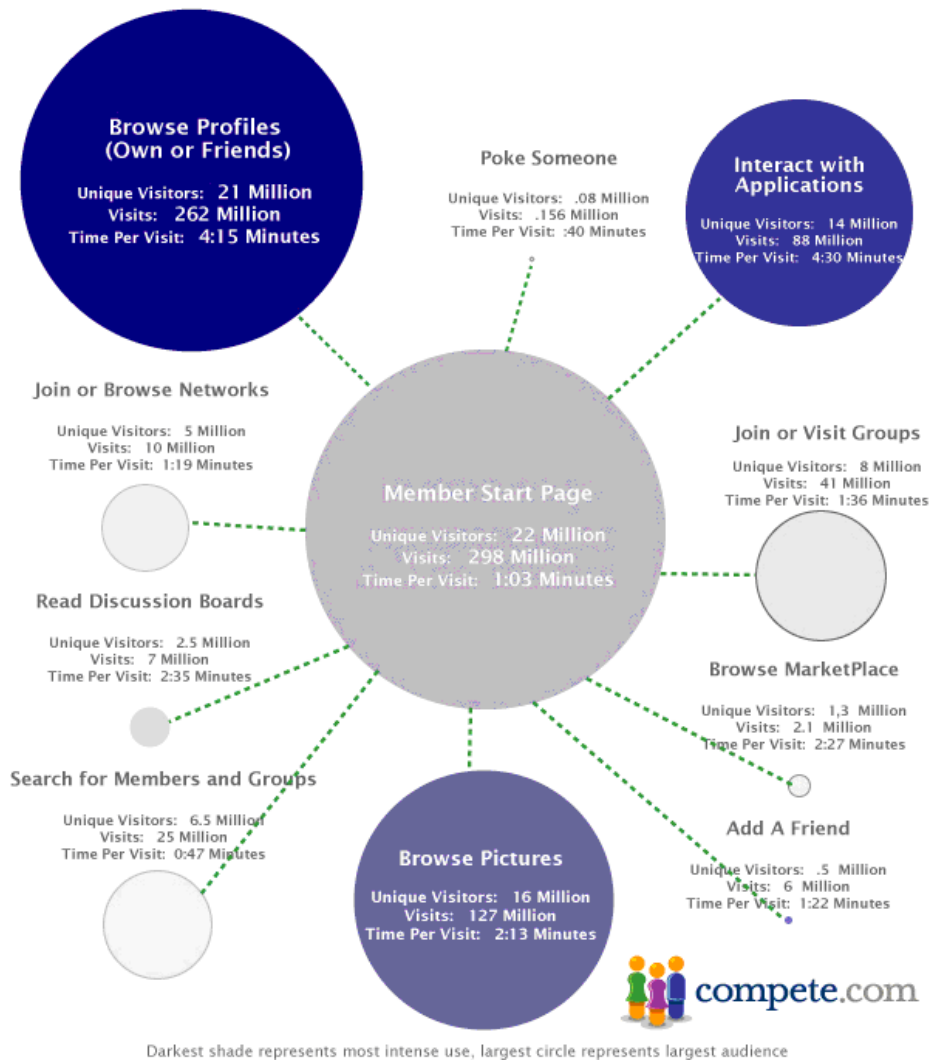 Browse Profiles
(Own or Friends)
Unique Visitors: 21 Million
Visits: 262 Million
Time Per Visit: 4:15 Minutes
Poke Someone
Unique Visitors: .08 Million
Visits: .156 Million
Time Per Visit: :40 Minutes
Interact with
Applications
Unique Visitors: 14 Million
Visits: 88 Million
Time Per Visit: 4:30 Minutes
Join or Browse Networks
Unique Visitors: 5 Million
Visits: 10 Million
Time Per Visit: 1:19 Minutes
Join or Visit Groups
Unique Visitors: 8 Million
Visits: 41 Million
Time Per Visit: 1:36 Minutes
Member Start Page
Unique Visitors: 22 Million
Visits: 298 Million
Time Per Visit: 1:03 Minutes
Read Discussion Boards
Unique Visitors: 2.5 Million
Visits: 7 Million
Time Per Visit: 2:35 Minutes
Browse MarketPlace
Unique Visitors: 1,3 Million
Visits: 2.1 Million
Time Per Visit: 2:27 Minutes
Search for Members and Groups
Unique Visitors: 6.5 Million
Visits: 25 Million
Time Per Visit: 0:47 Minutes
Browse Pictures
Unique Visitors: 16 Million
Visits: 127 Million
Time Per Visit: 2:13 Minutes
Add A Friend
Unique Visitors: .5 Million
Visits: 6 Million
Time Per Visit: 1:22 Minutes
compete.com
Darkest shade represents most intense use, largest circle represents largest audience